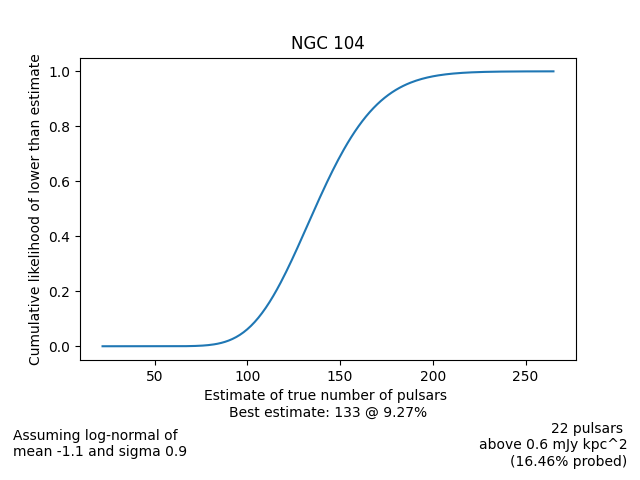 NGC 104
Cumulative likelihood of lower than estimate
1.0
0.8
0.6
0.4
0.2
0.0
50 100 150 200 250
Estimate of true number of pulsars
Best estimate: 133 @ 9.27%
Assuming log-normal of
mean -1.1 and sigma 0.9
22 pulsars
above 0.6 mJy kpc^2
(16.46% probed)